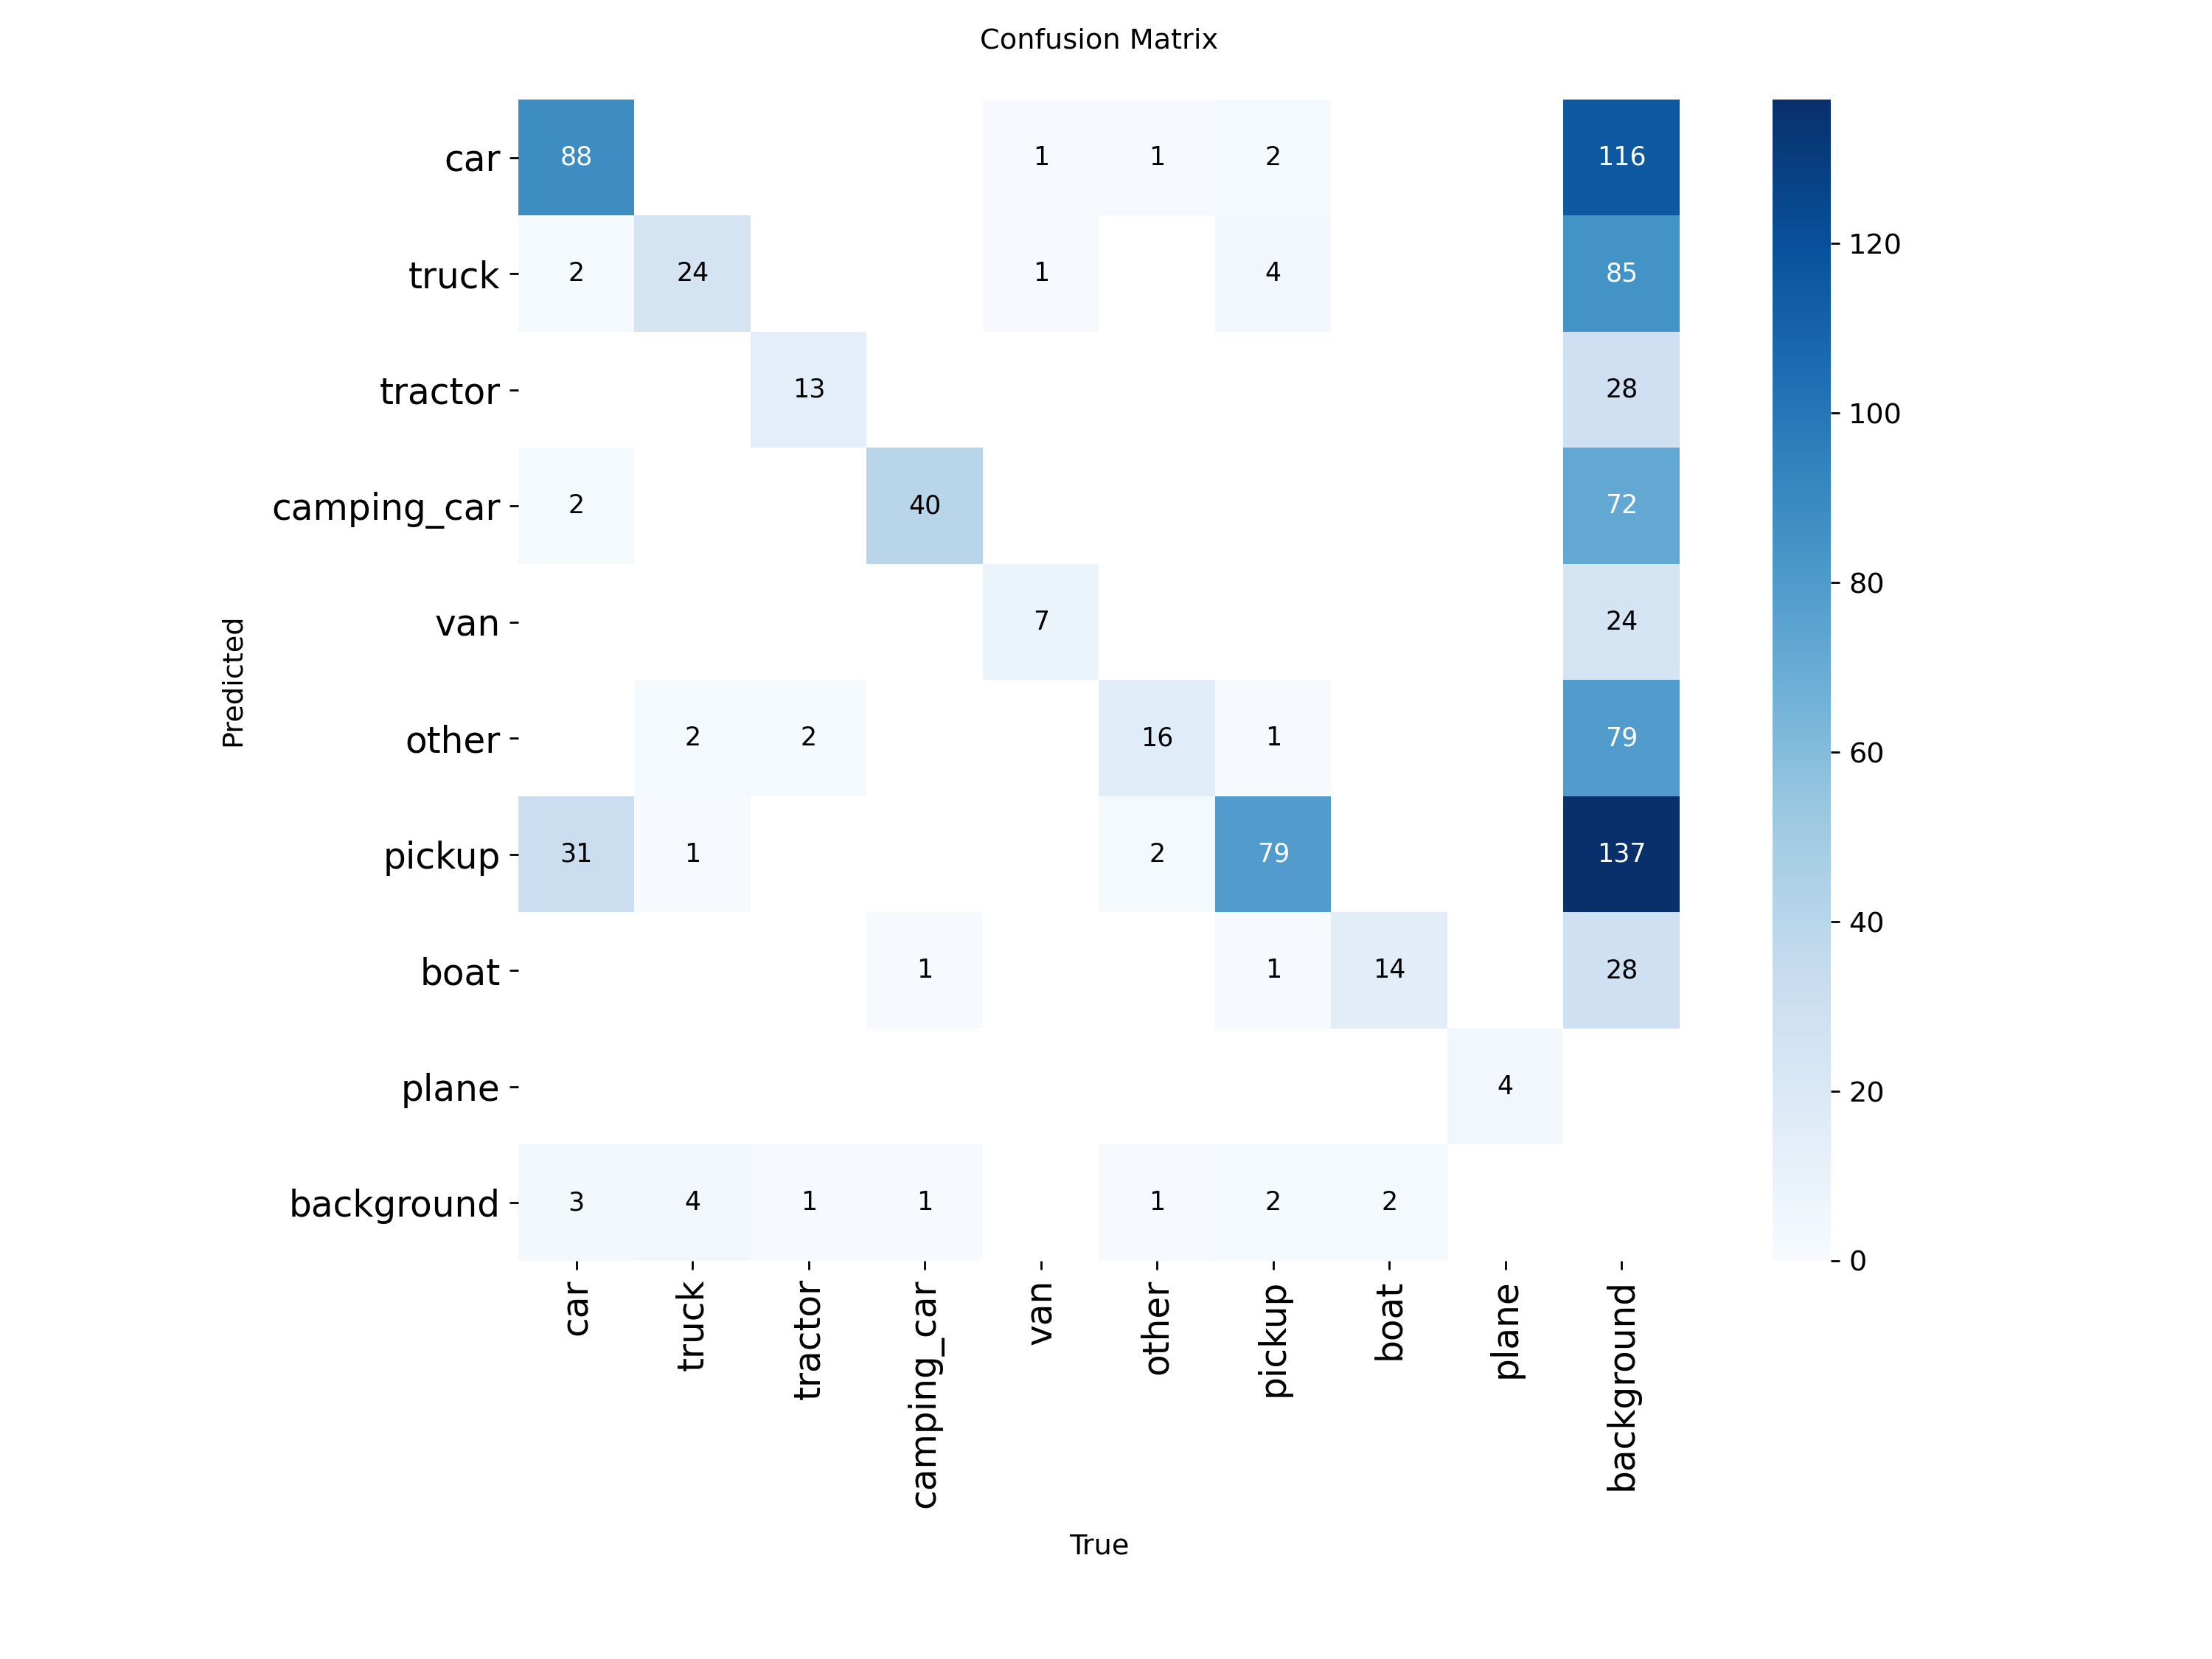 Confusion Matrix
car 88 1 1 2 116
truck 2 24 1 4 85 120
tractor 13 28 100
camping_car 2 40 72
van 7 24 80
other 2 2 16 1 79 60
pickup 31 1 2 79 137
boat 1 1 14 28 40
plane 4 20
background 3 4 1 1 1 2 2 0
car truck tractor camping_car van other pickup boat plane background
Predicted
True